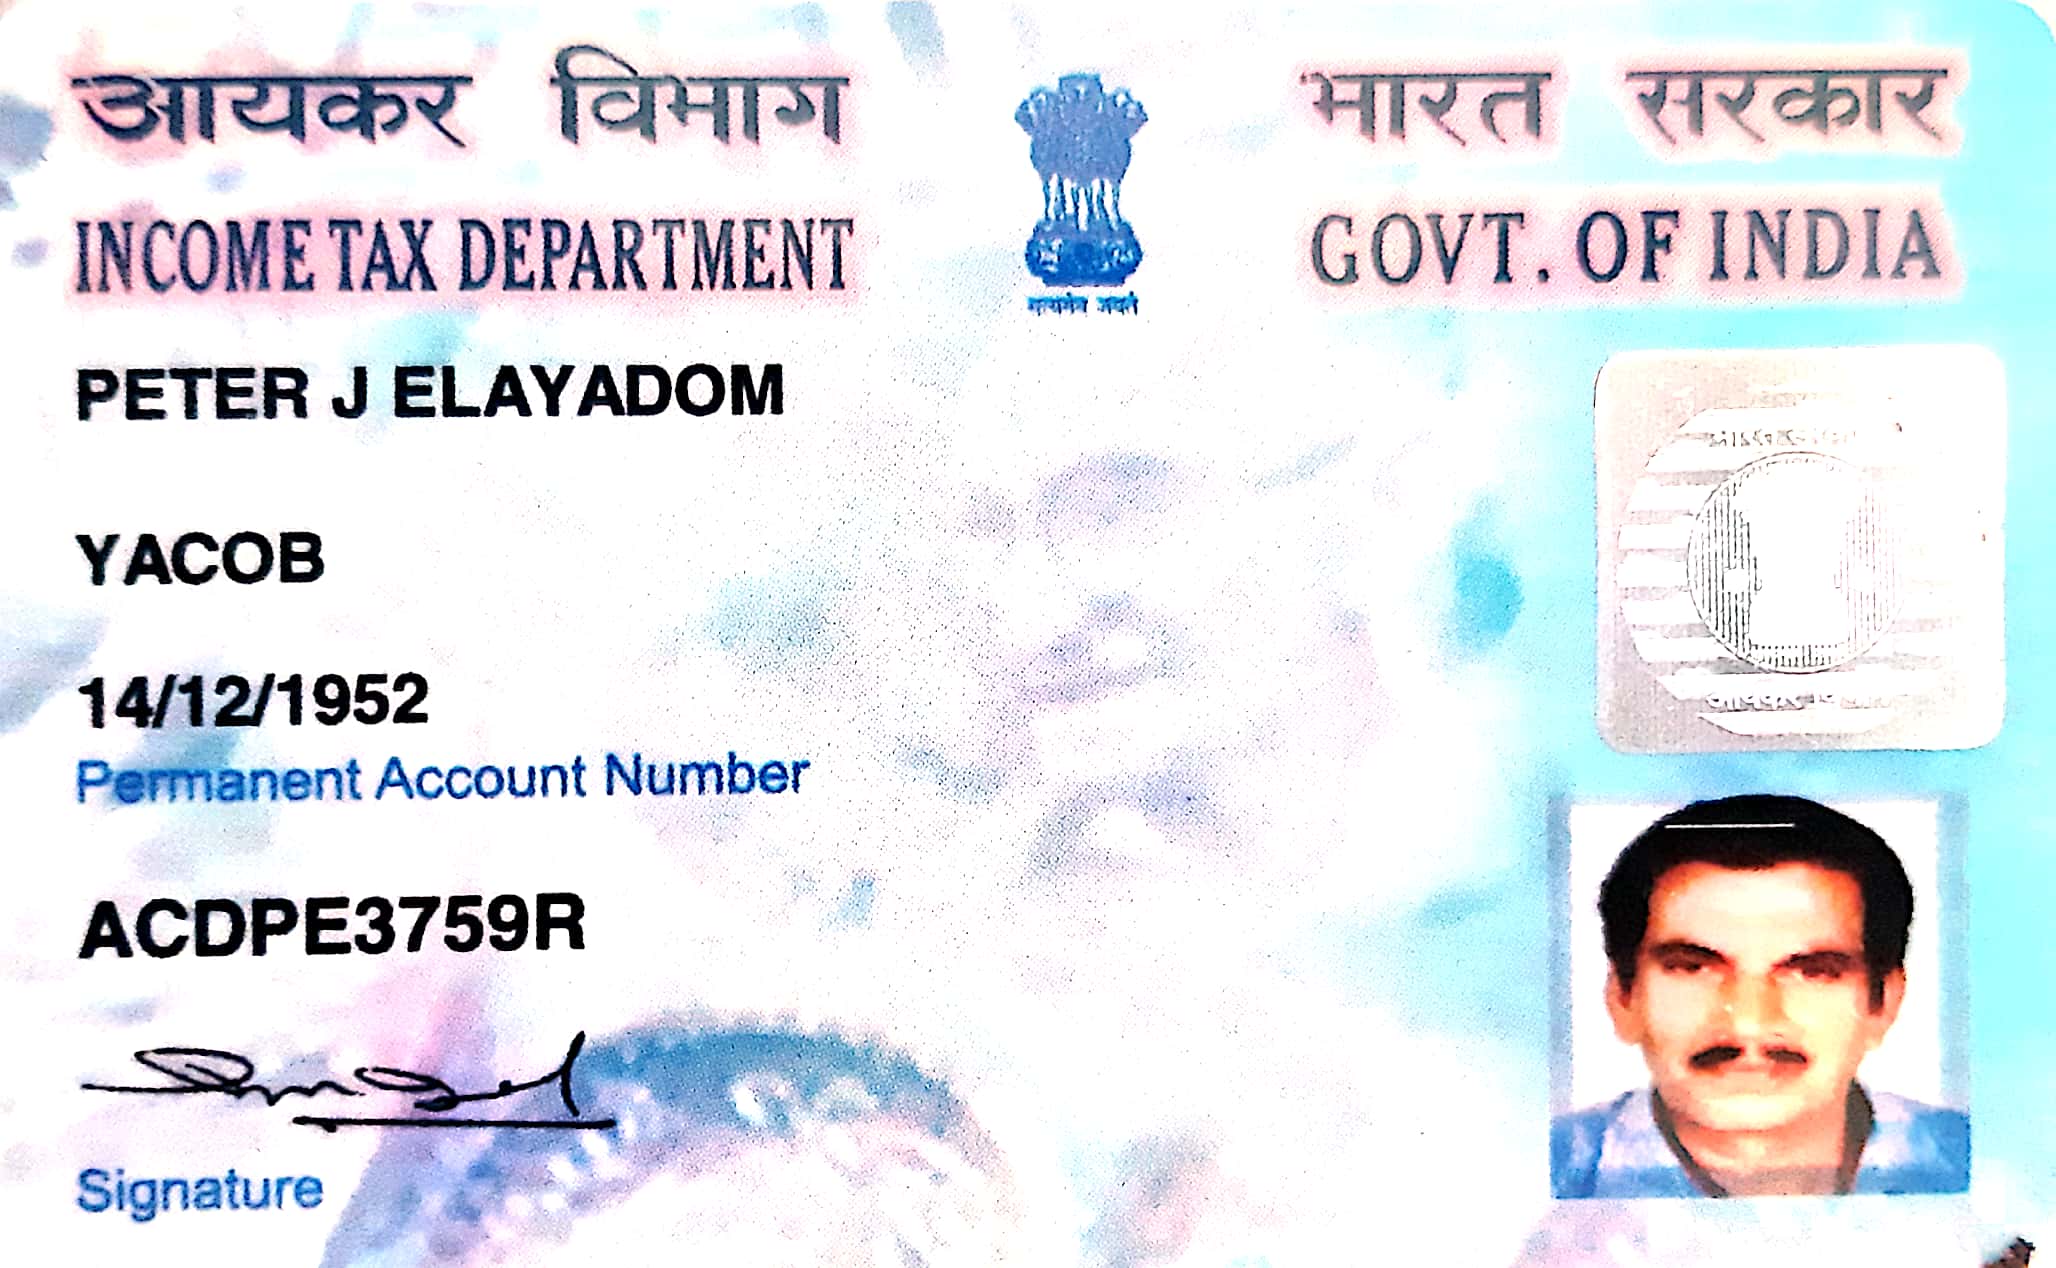 आयकर विभाग
भारत सरकार
INCOME TAX DEPARTMENT
GOVT. OF INDIA
सत्यमेव जयते
PETER J ELAYADOM
YACOB
14/12/1952
Permanent Account Number
ACDPE3759R
Signature